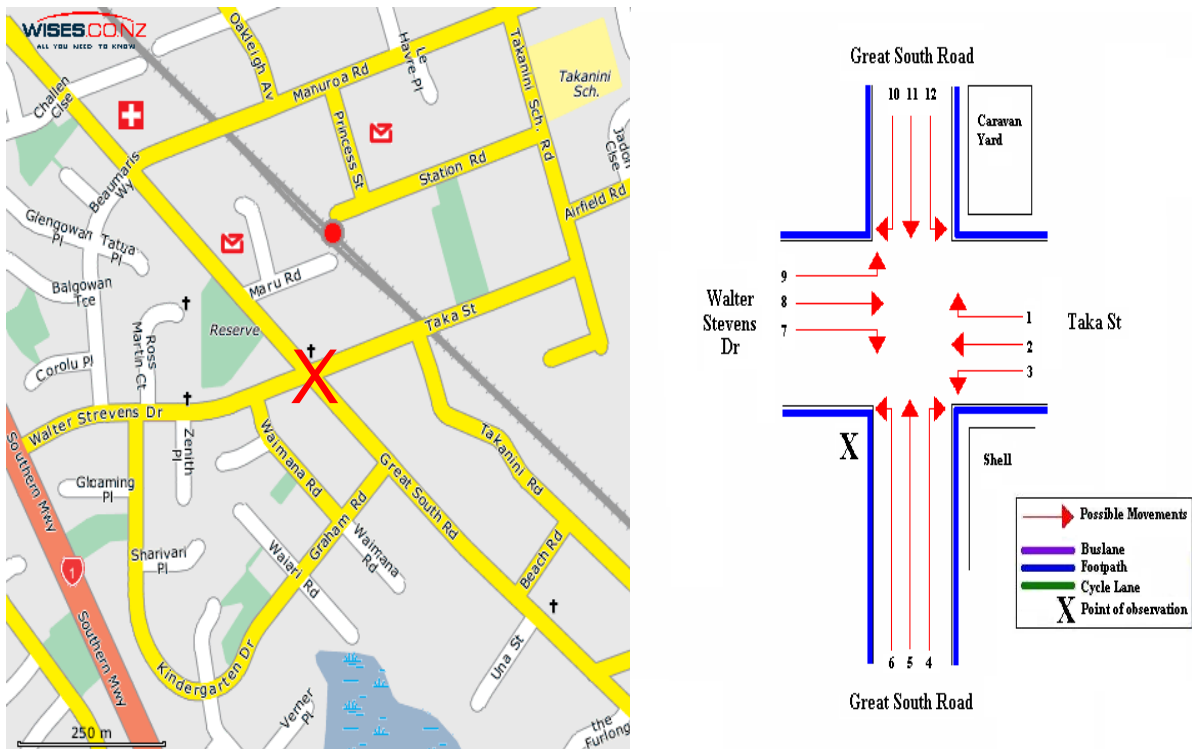 WISES.CO.NZ
ALL YOU NEED TO KNOW
Oakleigh Av
Le
Havre Pl
Takanini Sch. Rd
Takanini
Sch.
Challen
Clse
Manuroa Rd
Princess St
Station Rd
Jadon
Clse
Beaumaris
Wy
Airfield Rd
Glengowan
Pl
Tatua
Pl
Balgowan
Tce
Maru Rd
Reserve
Taka St
Ross
Martin Ct
Corolu Pl
X
Walter Strevens Dr
Zenith
Pl
Waimana Rd
Takanini Rd
Southern Mwy
Gloaming
Pl
Great South Rd
Graham Rd
Sharivari
Pl
Waiari Rd
Waimana
Rd
Beach Rd
1
Southern Mwy
Kindergarten Dr
Una St
Verner
Pl
the
Furlong
250 m
Great South Road
10 11 12
Caravan
Yard
9
8
7
Walter
Stevens
Dr
1
2
3
Taka St
X
Shell
Possible Movements
Buslane
Footpath
Cycle Lane
X Point of observation
6 5 4
Great South Road